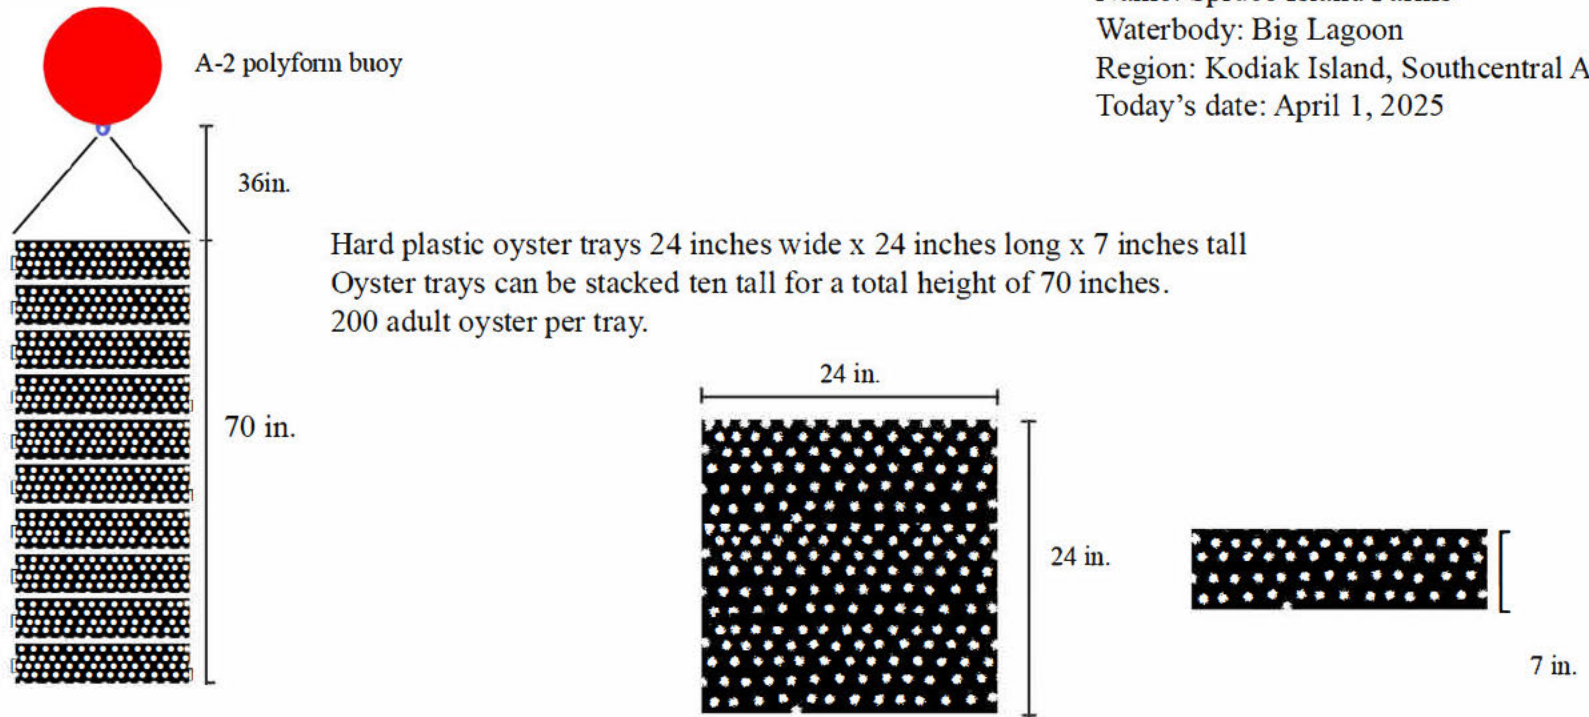 Waterbody: Big Lagoon
Region: Kodiak Island, Southcentral A
Today's date: April 1, 2025
A-2 polyform buoy
36in.
Hard plastic oyster trays 24 inches wide x 24 inches long x 7 inches tall
Oyster trays can be stacked ten tall for a total height of 70 inches.
200 adult oyster per tray.
70 in.
24 in.
24 in.
7 in.